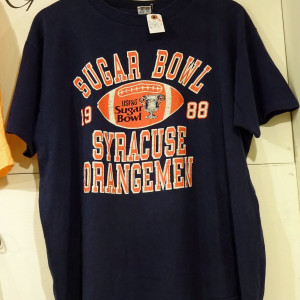 SUGAR BOWL
19 88
USF&G
Sugar
Bowl
SYRACUSE
ORANGEMEN